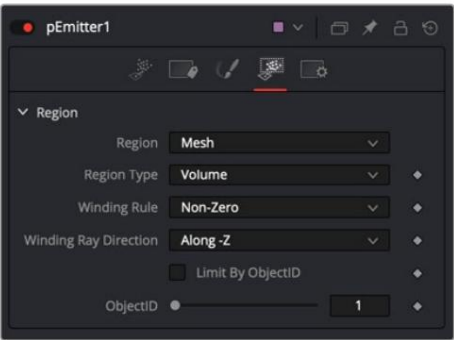 pEmitter1
Region
Region Mesh
Region Type Volume
Winding Rule Non-Zero
Winding Ray Direction Along -Z
Limit By ObjectID
ObjectID 1